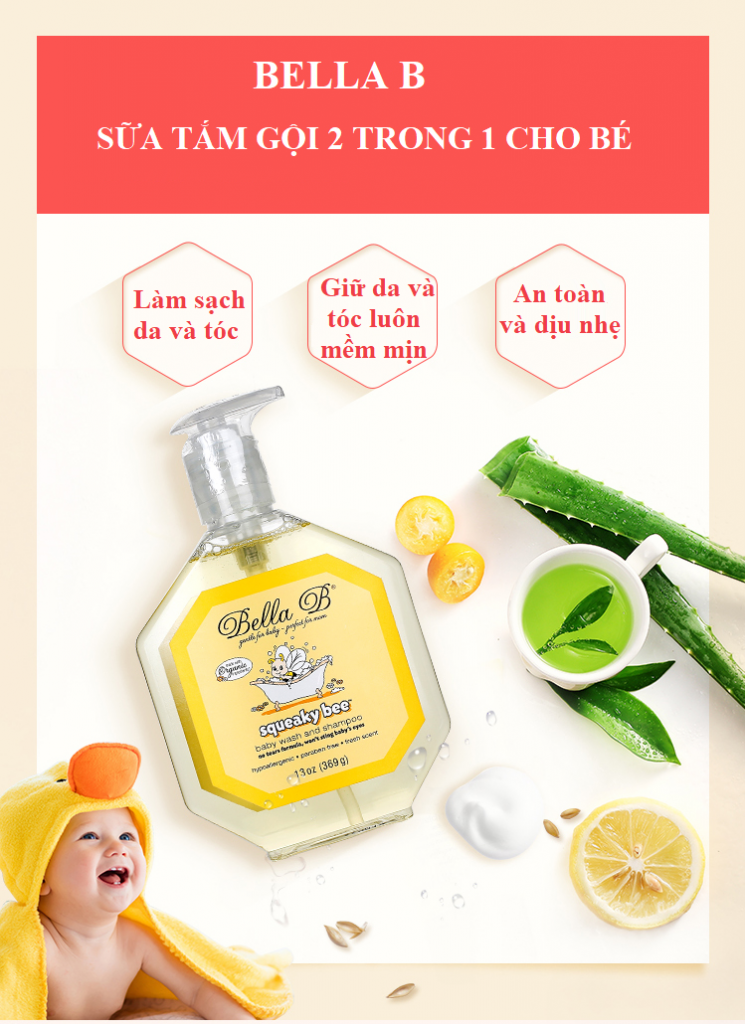 BELLA B
SỮA TẮM GỘI 2 TRONG 1 CHO BÉ
Làm sạch
da và tóc
Giữ da và
tóc luôn
mềm mịn
An toàn
và dịu nhẹ
Bella B®
gentle for baby - perfect for mom
Organic
squeaky bee™
baby wash and shampoo
no tears formula, won't sting baby's eyes
hypoallergenic • paraben free • fresh scent
13 oz (369 g)